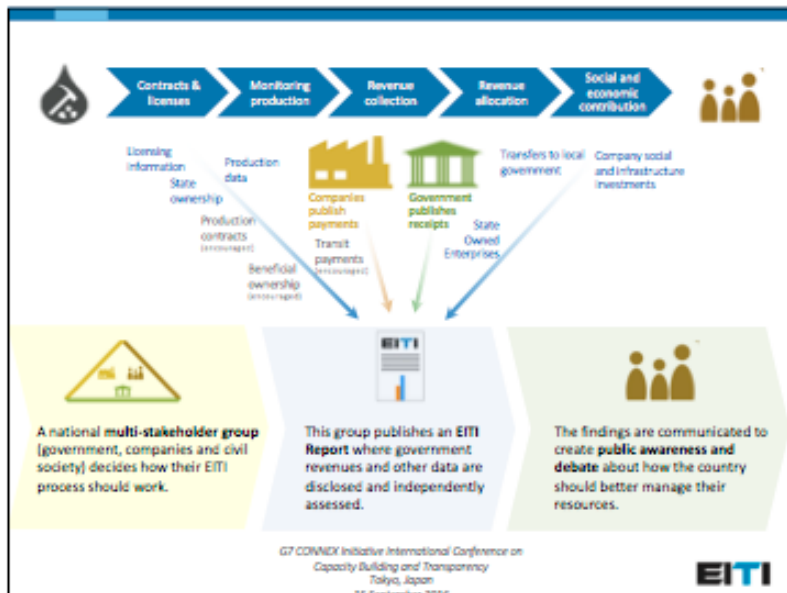 Contracts &
licenses
Monitoring
production
Revenue
collection
Revenue
allocation
Social and
economic
contribution
Licensing
information
State
ownership
Production
contracts
(encouraged)
Production
data
Beneficial
ownership
(encouraged)
Companies
publish
payments
Transit
payments
(encouraged)
Government
publishes
receipts
State
Owned
Enterprises
Transfers to local
government
Company social
and infrastructure
investments
EITI
A national multi-stakeholder group
(government, companies and civil
society) decides how their EITI
process should work.
This group publishes an EITI
Report where government
revenues and other data are
disclosed and independently
assessed.
The findings are communicated to
create public awareness and
debate about how the country
should better manage their
resources.
G7 CONNEX Initiative International Conference on
Capacity Building and Transparency
Tokyo, Japan
September
EITI